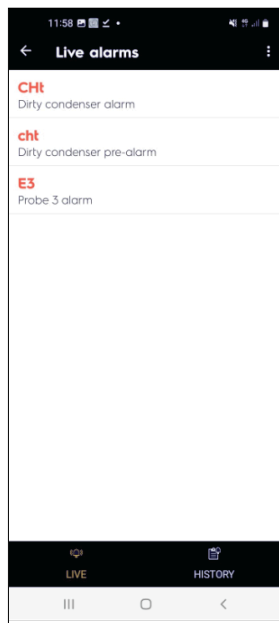 11:58
Live alarms
CHt
Dirty condenser alarm
cht
Dirty condenser pre-alarm
E3
Probe 3 alarm
LIVE
HISTORY